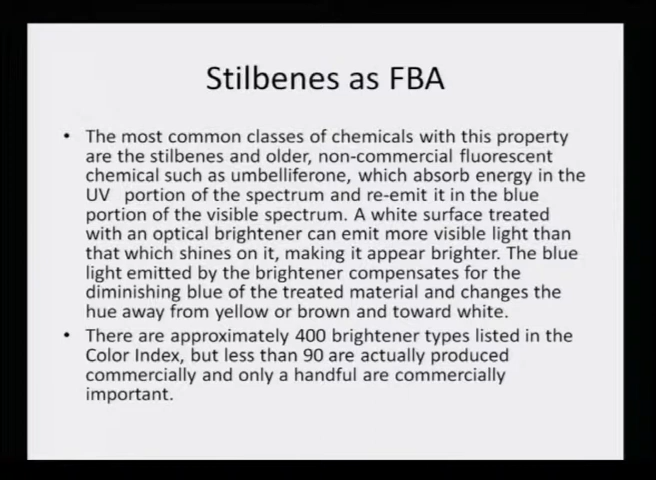 Stilbenes as FBA
• The most common classes of chemicals with this property
are the stilbenes and older, non-commercial fluorescent
chemical such as umbelliferone, which absorb energy in the
UV portion of the spectrum and re-emit it in the blue
portion of the visible spectrum. A white surface treated
with an optical brightener can emit more visible light than
that which shines on it, making it appear brighter. The blue
light emitted by the brightener compensates for the
diminishing blue of the treated material and changes the
hue away from yellow or brown and toward white.
• There are approximately 400 brightener types listed in the
Color Index, but less than 90 are actually produced
commercially and only a handful are commercially
important.